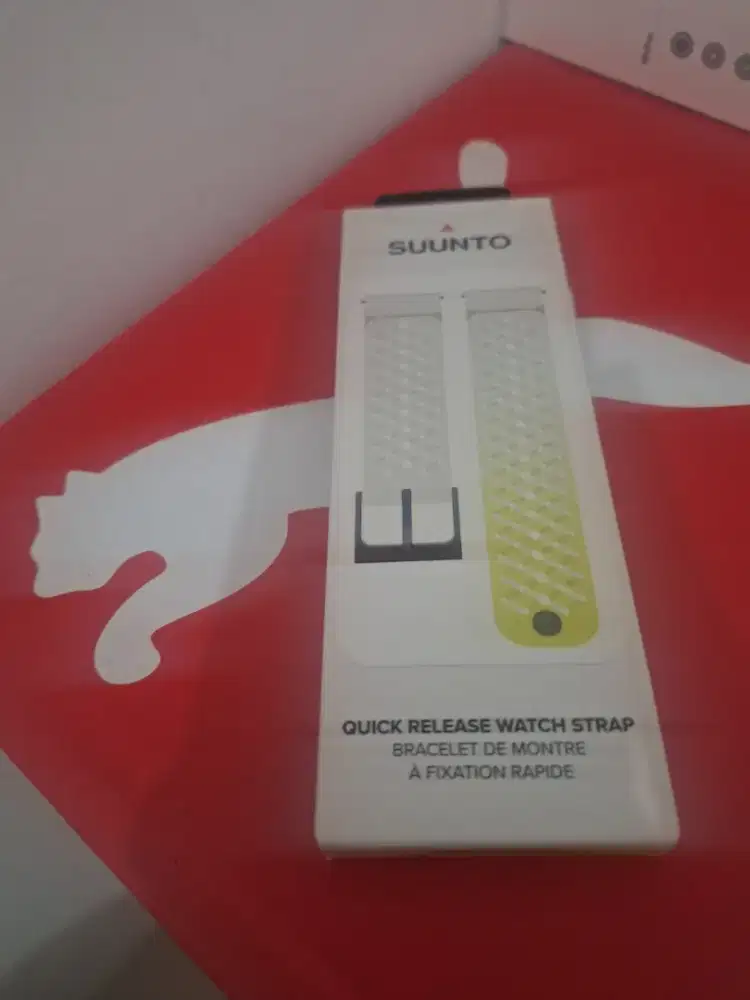 SUUNTO
QUICK RELEASE WATCH STRAP
BRACELET DE MONTRE
À FIXATION RAPIDE